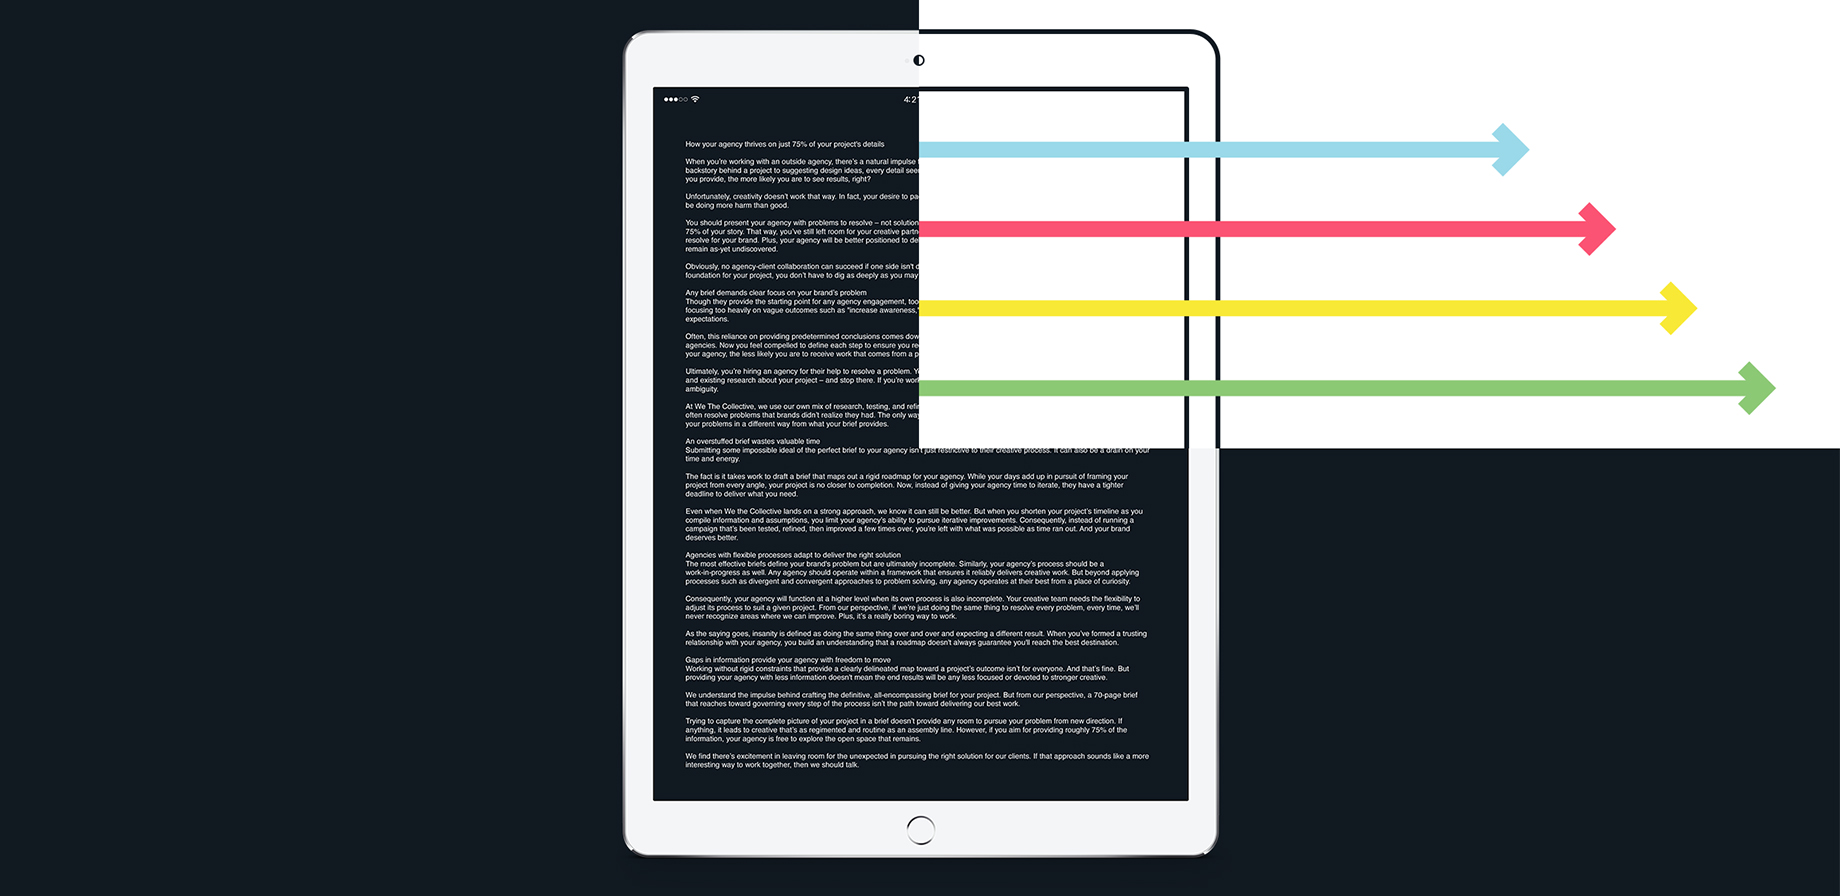 4:2
How your agency thrives on just 75% of your project's details
When you're working with an outside agency, there's a natural impulse
backstory behind a project to suggesting design ideas, every detail
you provide, the more likely you are to see results, right?
Unfortunately, creativity doesn't work that way. In fact, your desire to
be doing more harm than good.
You should present your agency with problems to resolve – not
75% of your story. That way, you've still left room for your creative
resolve for your brand. Plus, your agency will be better positioned to
remain as-yet undiscovered.
Obviously, no agency-client collaboration can succeed if one side isn't
foundation for your project, you don't have to dig as deeply as you may
Any brief demands clear focus on your brand's problem
Though they provide the starting point for any agency engagement,
focusing too heavily on vague outcomes such as "increase awareness,"
expectations.
Often, this reliance on providing predetermined conclusions comes
agencies. Now you feel compelled to define each step to ensure you
your agency, the less likely you are to receive work that comes from a
Ultimately, you're hiring an agency for their help to resolve a problem.
and existing research about your project – and stop there. If you're
ambiguity.
At We The Collective, we use our own mix of research, testing, and
often resolve problems that brands didn't realize they had. The only
your problems in a different way from what your brief provides.
An overstuffed brief wastes valuable time
Submitting some impossible ideal of the perfect brief to your agency isn't just restrictive to their creative process. It can also be a drain on your
time and energy.
The fact is it takes work to draft a brief that maps out a rigid roadmap for your agency. While your days add up in pursuit of framing your
project from every angle, your project is no closer to completion. Now, instead of giving your agency time to iterate, they have a tighter
deadline to deliver what you need.
Even when We the Collective lands on a strong approach, we know it can still be better. But when you shorten your project's timeline as you
compile information and assumptions, you limit your agency's ability to pursue iterative improvements. Consequently, instead of running a
campaign that's been tested, refined, then improved a few times over, you're left with what was possible as time ran out. And your brand
deserves better.
Agencies with flexible processes adapt to deliver the right solution
The most effective briefs define your brand's problem but are ultimately incomplete. Similarly, your agency's process should be a
work-in-progress as well. Any agency should operate within a framework that ensures it reliably delivers creative work. But beyond applying
processes such as divergent and convergent approaches to problem solving, any agency operates at their best from a place of curiosity.
Consequently, your agency will function at a higher level when its own process is also incomplete. Your creative team needs the flexibility to
adjust its process to suit a given project. From our perspective, if we're just doing the same thing to resolve every problem, every time, we'll
never recognize areas where we can improve. Plus, it's a really boring way to work.
As the saying goes, insanity is defined as doing the same thing over and over and expecting a different result. When you've formed a trusting
relationship with your agency, you build an understanding that a roadmap doesn't always guarantee you'll reach the best destination.
Gaps in information provide your agency with freedom to move
Working without rigid constraints that provide a clearly delineated map toward a project's outcome isn't for everyone. And that's fine. But
providing your agency with less information doesn't mean the end results will be any less focused or devoted to stronger creative.
We understand the impulse behind crafting the definitive, all-encompassing brief for your project. But from our perspective, a 70-page brief
that reaches toward governing every step of the process isn't the path toward delivering our best work.
Trying to capture the complete picture of your project in a brief doesn't provide any room to pursue your problem from new direction. If
anything, it leads to creative that's as regimented and routine as an assembly line. However, if you aim for providing roughly 75% of the
information, your agency is free to explore the open space that remains.
We find there's excitement in leaving room for the unexpected in pursuing the right solution for our clients. If that approach sounds like a more
interesting way to work together, then we should talk.